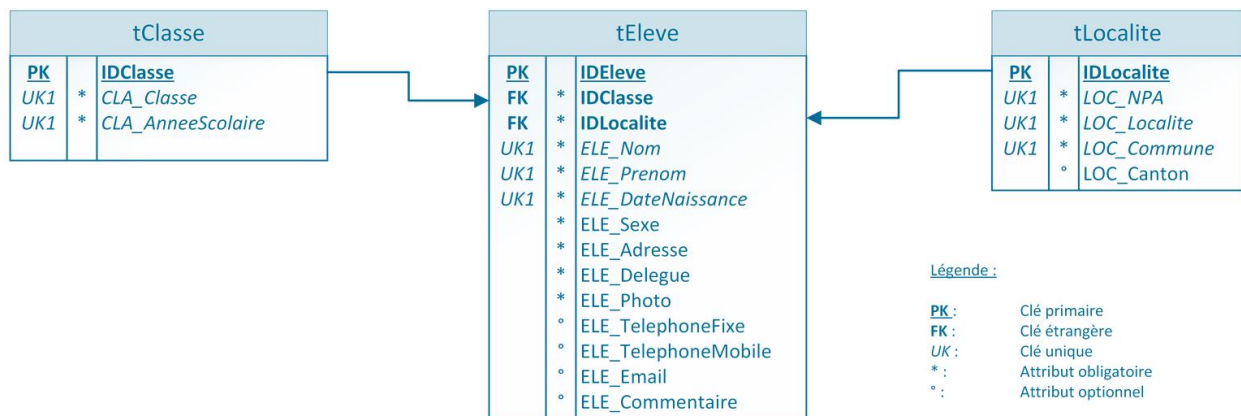 tClasse
PK IDClasse
UK1 * CLA_Classe
UK1 * CLA_AnneeScolaire
tEleve
PK IDEleve
FK * IDClasse
FK * IDLocalite
UK1 * ELE_Nom
UK1 * ELE_Prenom
UK1 * ELE_DateNaissance
* ELE_Sexe
* ELE_Adresse
* ELE_Delegue
* ELE_Photo
° ELE_TelephoneFixe
° ELE_TelephoneMobile
° ELE_Email
° ELE_Commentaire
tLocalite
PK IDLocalite
UK1 * LOC_NPA
UK1 * LOC_Localite
UK1 * LOC_Commune
° LOC_Canton
Légende :
PK : Clé primaire
FK : Clé étrangère
UK : Clé unique
* : Attribut obligatoire
° : Attribut optionnel